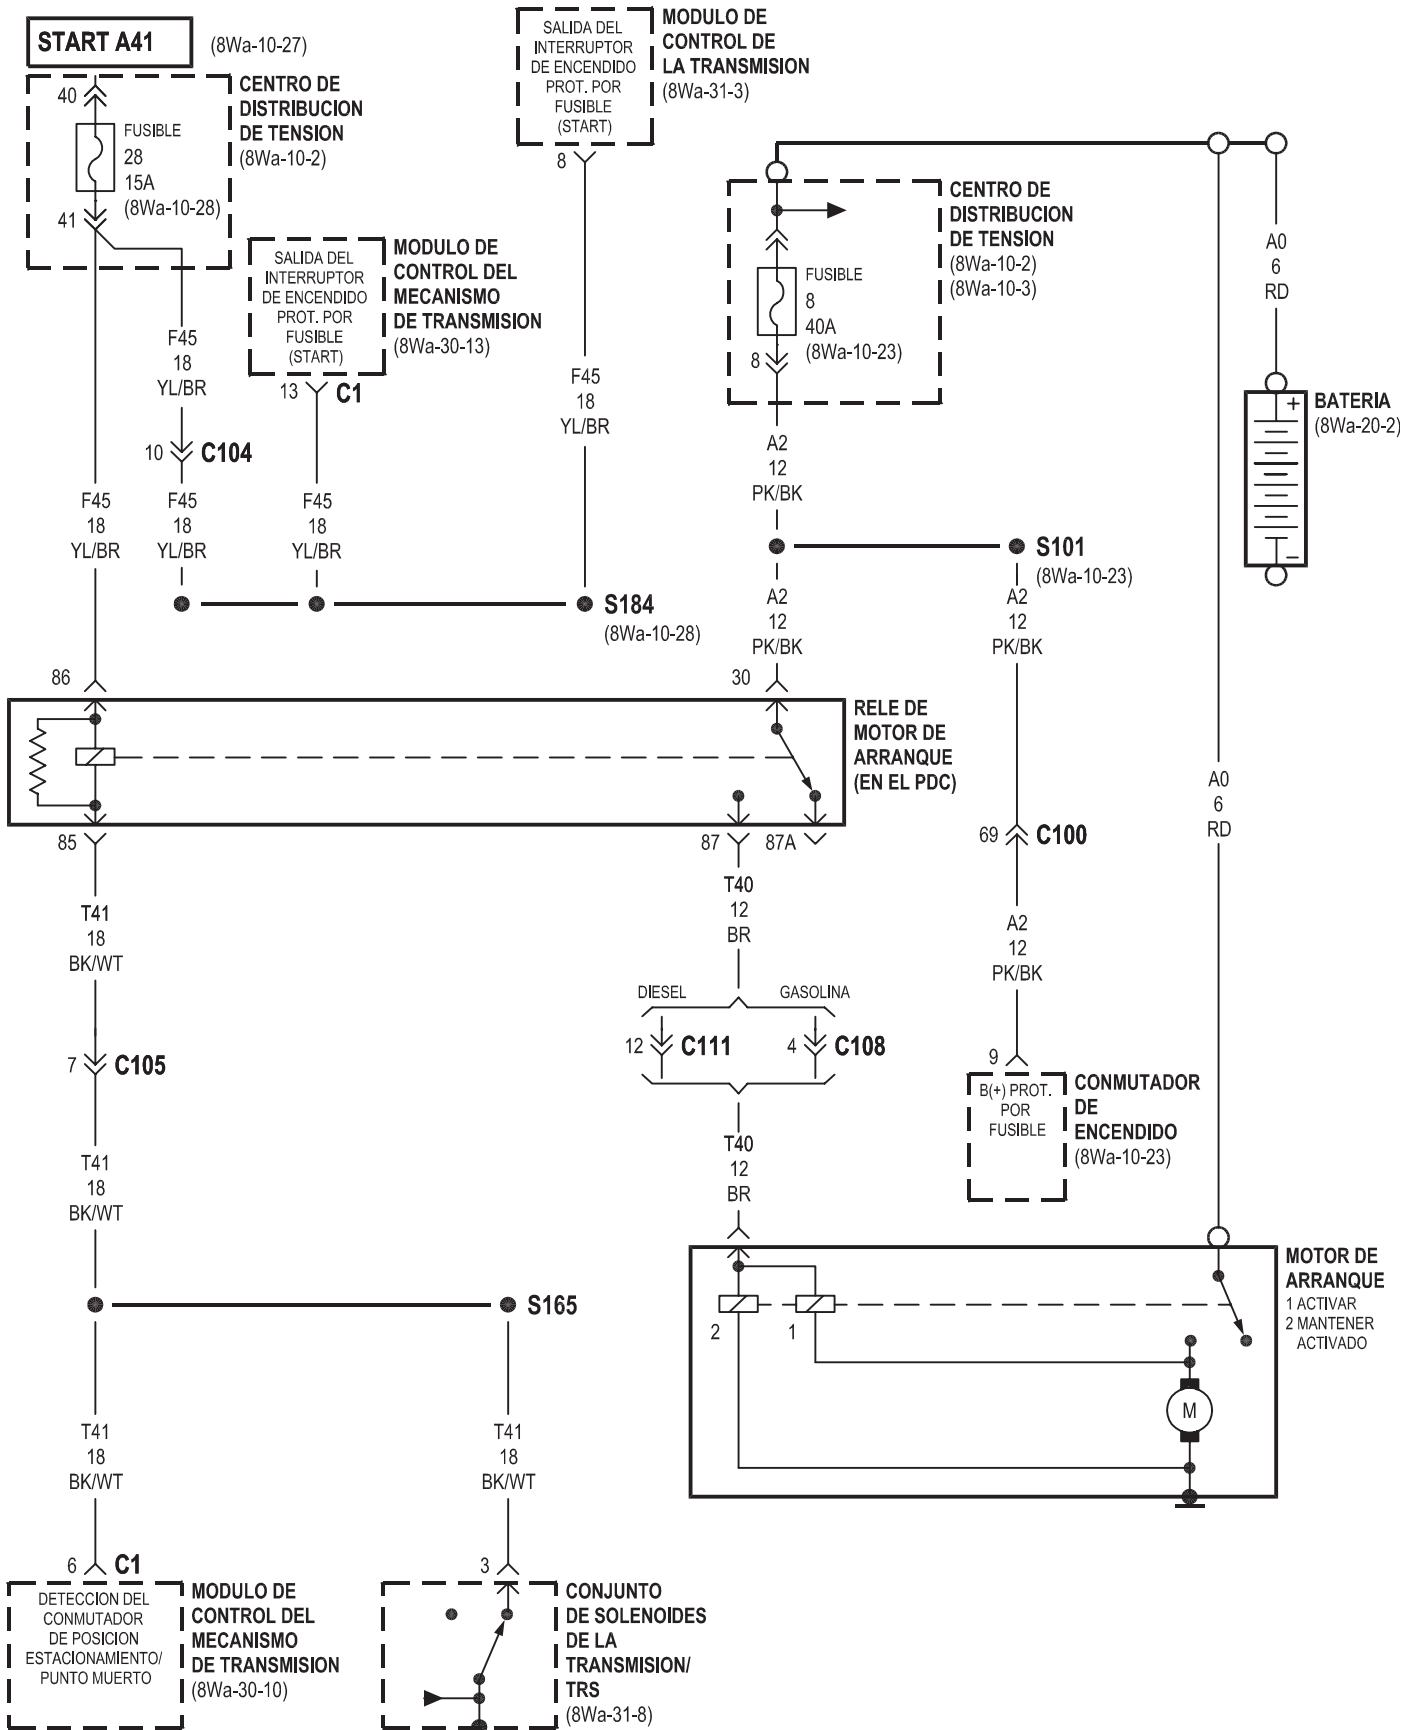 START A41
(8Wa-10-27)
40
FUSIBLE
28
15A
(8Wa-10-28)
41
CENTRO DE
DISTRIBUCION
DE TENSION
(8Wa-10-2)
SALIDA DEL
INTERRUPTOR
DE ENCENDIDO
PROT. POR
FUSIBLE
(START)
8
MODULO DE
CONTROL DE
LA TRANSMISION
(8Wa-31-3)
SALIDA DEL
INTERRUPTOR
DE ENCENDIDO
PROT. POR
FUSIBLE
(START)
13
C1
MODULO DE
CONTROL DEL
MECANISMO
DE TRANSMISION
(8Wa-30-13)
CENTRO DE
DISTRIBUCION
DE TENSION
(8Wa-10-2)
(8Wa-10-3)
FUSIBLE
8
40A
(8Wa-10-23)
8
A0
6
RD
BATERIA
(8Wa-20-2)
+
–
F45
18
YL/BR
10
C104
F45
18
YL/BR
F45
18
YL/BR
F45
18
YL/BR
F45
18
YL/BR
S184
(8Wa-10-28)
A2
12
PK/BK
S101
(8Wa-10-23)
A2
12
PK/BK
A2
12
PK/BK
86
30
RELE DE
MOTOR DE
ARRANQUE
(EN EL PDC)
85
87
87A
A0
6
RD
69
C100
T41
18
BK/WT
T40
12
BR
A2
12
PK/BK
DIESEL
GASOLINA
12
C111
4
C108
7
C105
9
B(+) PROT.
POR
FUSIBLE
CONMUTADOR
DE
ENCENDIDO
(8Wa-10-23)
T41
18
BK/WT
T40
12
BR
MOTOR DE
ARRANQUE
1 ACTIVAR
2 MANTENER
ACTIVADO
2
1
M
S165
T41
18
BK/WT
T41
18
BK/WT
6
C1
DETECCION DEL
CONMUTADOR
DE POSICION
ESTACIONAMIENTO/
PUNTO MUERTO
MODULO DE
CONTROL DEL
MECANISMO
DE TRANSMISION
(8Wa-30-10)
3
CONJUNTO
DE SOLENOIDES
DE LA
TRANSMISION/
TRS
(8Wa-31-8)